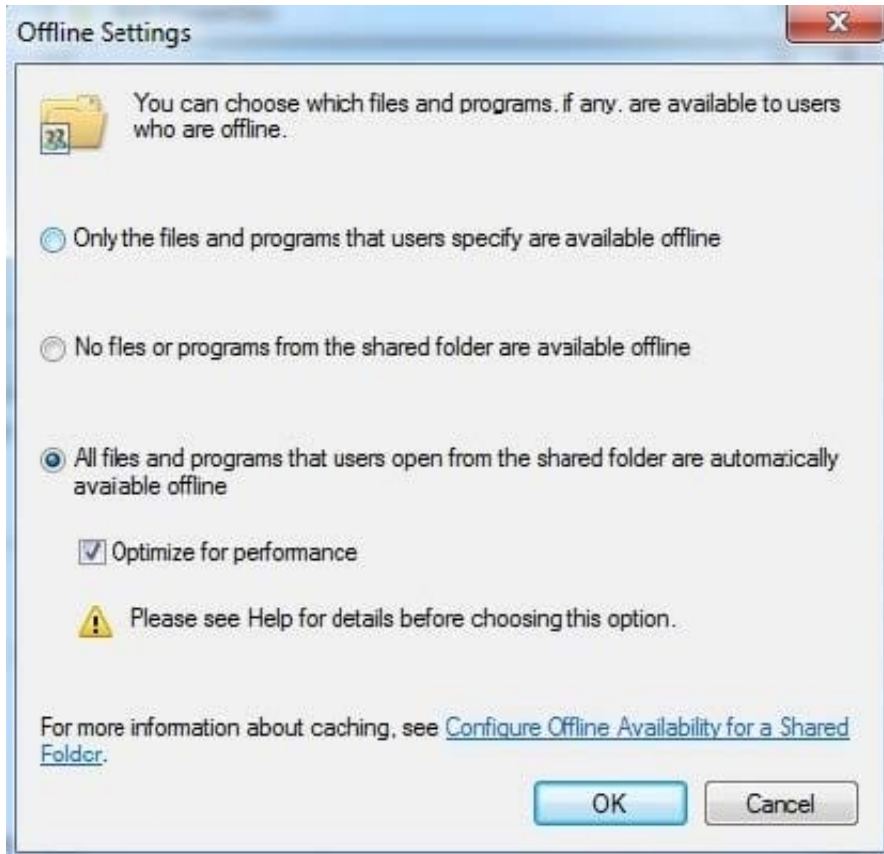 Offline Settings
You can choose which files and programs, if any, are available to users
who are offline.
Only the files and programs that users specify are available offline
No fles or programs from the shared folder are available offline
All files and programs that users open from the shared folder are automatically
avaiable offline
Optimize for performance
Please see Help for details before choosing this option.
For more information about caching, see Configure Offline Availability for a Shared
Folder.
OK
Cancel